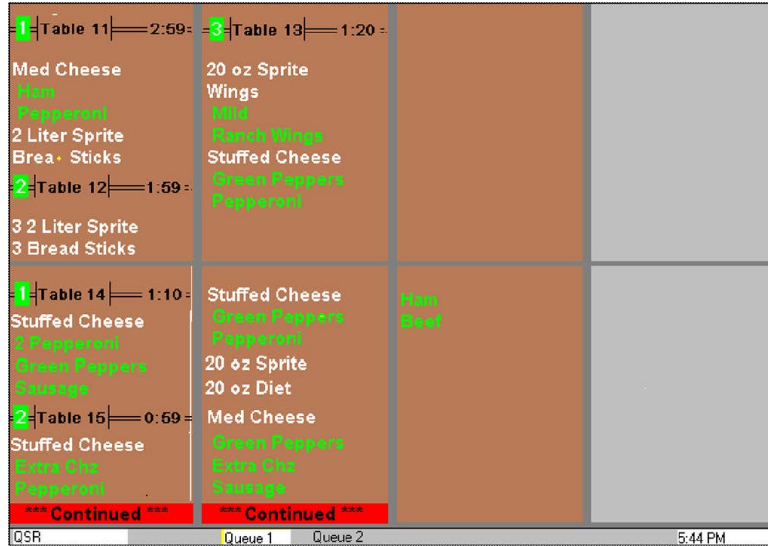 1 Table 11 2:59
Med Cheese
Ham
Pepperoni
2 Liter Sprite
Brea Sticks
2 Table 12 1:59
3 2 Liter Sprite
3 Bread Sticks
3 Table 13 1:20
20 oz Sprite
Wings
Mild
Ranch Wings
Stuffed Cheese
Green Peppers
Pepperoni
1 Table 14 1:10
Stuffed Cheese
2 Pepperoni
Green Peppers
Sausage
2 Table 15 0:59
Stuffed Cheese
Extra Chz
Pepperoni
*** Continued ***
Stuffed Cheese
Green Peppers
Pepperoni
20 oz Sprite
20 oz Diet
Med Cheese
Green Peppers
Extra Chz
Sausage
*** Continued ***
Ham
Beef
QSR Queue 1 Queue 2 5:44 PM